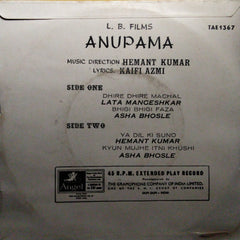 L. B. FILMS
TAE1367
ANUPAMA
MUSIC DIRECTION HEMANT KUMAR
LYRICS. KAIFI AZMI
SIDE ONE
DHIRE DHIRE MACHAL
LATA MANGESHKAR
BHIGI BHIGI FAZA
ASHA BHOSLE
SIDE TWO
YA DIL KI SUNO
HEMANT KUMAR
KYUN MUJHE ITNI KHUSHI
ASHA BHOSLE
Angel
45 R.P.M. EXTENDED PLAY RECORD
THE GRAMOPHONE COMPANY OF INDIA, LIMITED.